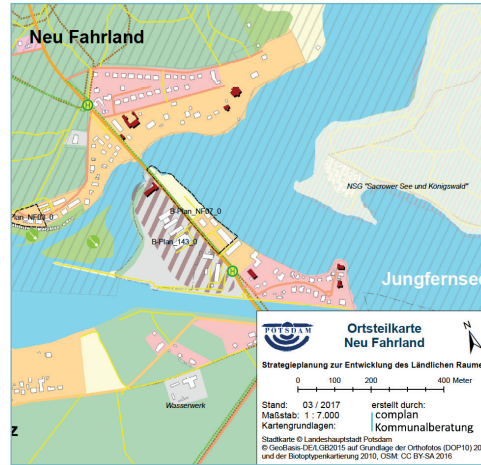 Neu Fahrland
H
NSG "Sacrower See und Königswald"
B-Plan_NF07_0
B-Plan_143_0
H
Jungfernsee
Wasserwerk
z
POTSDAM
Ortsteilkarte
Neu Fahrland
N
Strategieplanung zur Entwicklung des Ländlichen Raume
0 100 200 400 Meter
Stand: 03 / 2017 erstellt durch:
Maßstab: 1 : 7.000 complan
Kartengrundlagen: Kommunalberatung
Stadtkarte © Landeshauptstadt Potsdam
© GeoBasis-DE/LGB2015 auf Grundlage der Orthofotos (DOP10) 20
und der Biotoptypenkartierung 2010, OSM: CC BY-SA 2016